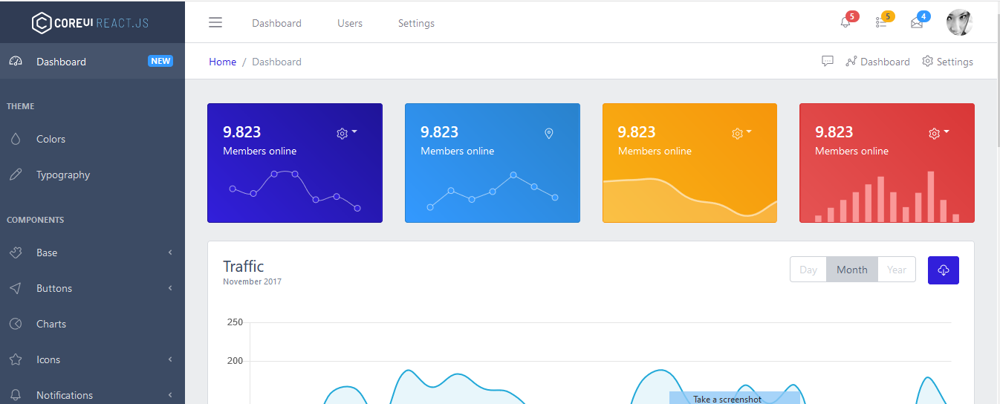 COREUI REACT.JS
Dashboard
Users
Settings
5
5
4
Dashboard NEW
Home / Dashboard
Dashboard
Settings
THEME
Colors
Typography
COMPONENTS
Base
Buttons
Charts
Icons
Notifications
9.823
Members online
9.823
Members online
9.823
Members online
9.823
Members online
Traffic
November 2017
Day
Month
Year
250
200
Take a screenshot